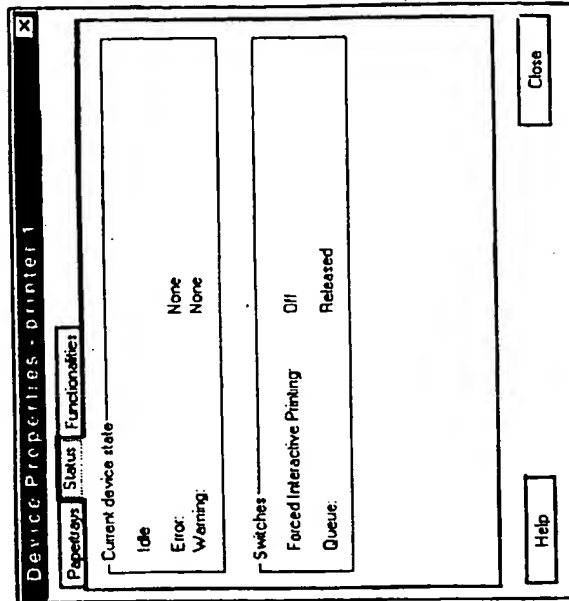 Device Properties - printer 1
Papertrays Status Functionalities
Current device state
Idle
Error: None
Warning: None
Switches
Forced Interactive Printing Off
Queue: Released
Help Close